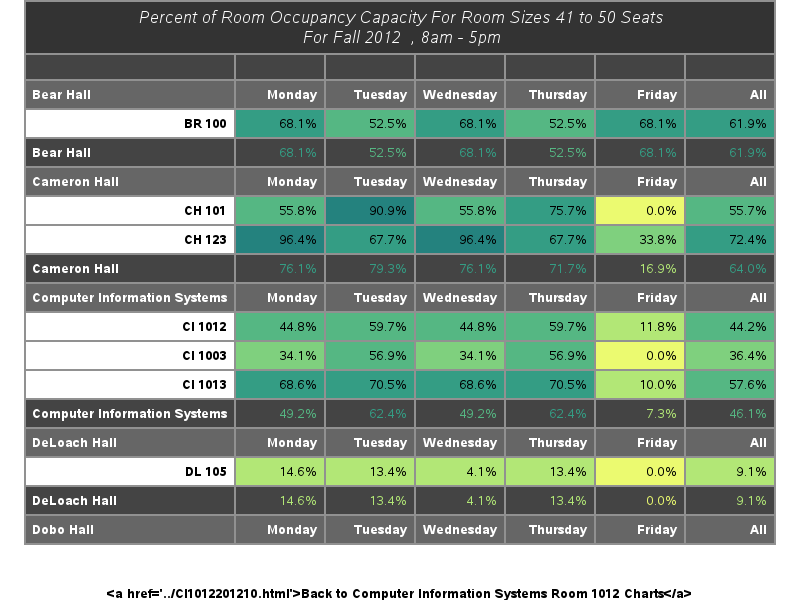 Percent of Room Occupancy Capacity For Room Sizes 41 to 50 Seats
For Fall 2012 , 8am - 5pm
Bear Hall Monday Tuesday Wednesday Thursday Friday All
BR 100 68.1% 52.5% 68.1% 52.5% 68.1% 61.9%
Bear Hall 68.1% 52.5% 68.1% 52.5% 68.1% 61.9%
Cameron Hall Monday Tuesday Wednesday Thursday Friday All
CH 101 55.8% 90.9% 55.8% 75.7% 0.0% 55.7%
CH 123 96.4% 67.7% 96.4% 67.7% 33.8% 72.4%
Cameron Hall 76.1% 79.3% 76.1% 71.7% 16.9% 64.0%
Computer Information Systems Monday Tuesday Wednesday Thursday Friday All
CI 1012 44.8% 59.7% 44.8% 59.7% 11.8% 44.2%
CI 1003 34.1% 56.9% 34.1% 56.9% 0.0% 36.4%
CI 1013 68.6% 70.5% 68.6% 70.5% 10.0% 57.6%
Computer Information Systems 49.2% 62.4% 49.2% 62.4% 7.3% 46.1%
DeLoach Hall Monday Tuesday Wednesday Thursday Friday All
DL 105 14.6% 13.4% 4.1% 13.4% 0.0% 9.1%
DeLoach Hall 14.6% 13.4% 4.1% 13.4% 0.0% 9.1%
Dobo Hall Monday Tuesday Wednesday Thursday Friday All
&lt;a href='../CI1012201210.html'&gt;Back to Computer Information Systems Room 1012 Charts&lt;/a&gt;